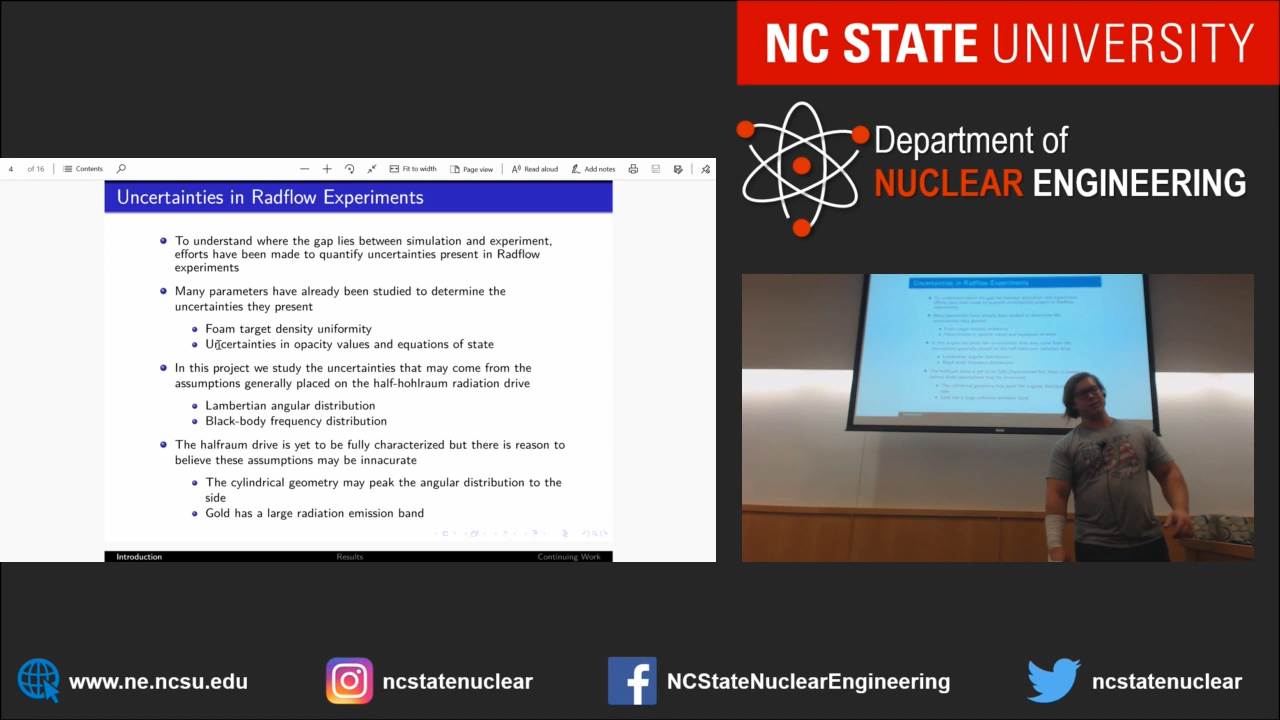 NC STATE UNIVERSITY
Department of
NUCLEAR ENGINEERING
4 of 16 Contents Fit to width Page view Read aloud Add notes
Uncertainties in Radflow Experiments
To understand where the gap lies between simulation and experiment,
efforts have been made to quantify uncertainties present in Radflow
experiments
Many parameters have already been studied to determine the
uncertainties they present
Foam target density uniformity
Uncertainties in opacity values and equations of state
In this project we study the uncertainties that may come from the
assumptions generally placed on the half-hohlraum radiation drive
Lambertian angular distribution
Black-body frequency distribution
The halfraum drive is yet to be fully characterized but there is reason to
believe these assumptions may be innacurate
The cylindrical geometry may peak the angular distribution to the
side
Gold has a large radiation emission band
Introduction Results Continuing Work
Uncertainties in Radflow Experiments
www.ne.ncsu.edu
ncstatenuclear
NCStateNuclearEngineering
ncstatenuclear